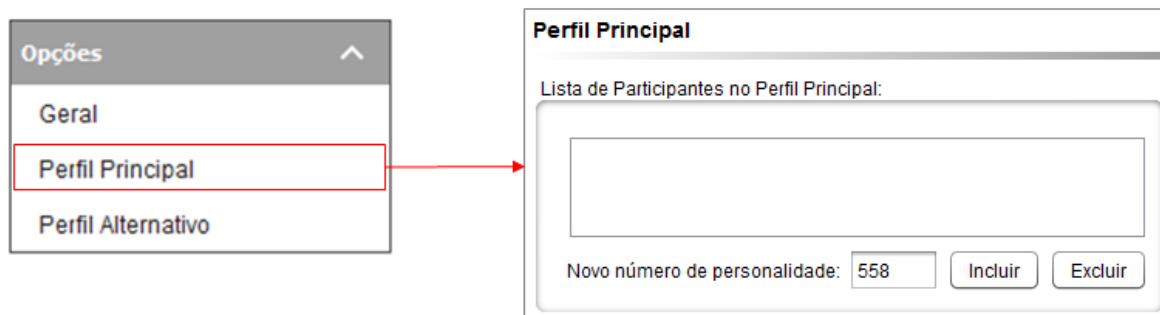 Opções
Geral
Perfil Principal
Perfil Alternativo
Perfil Principal
Lista de Participantes no Perfil Principal:
Novo número de personalidade: 558 Incluir Excluir